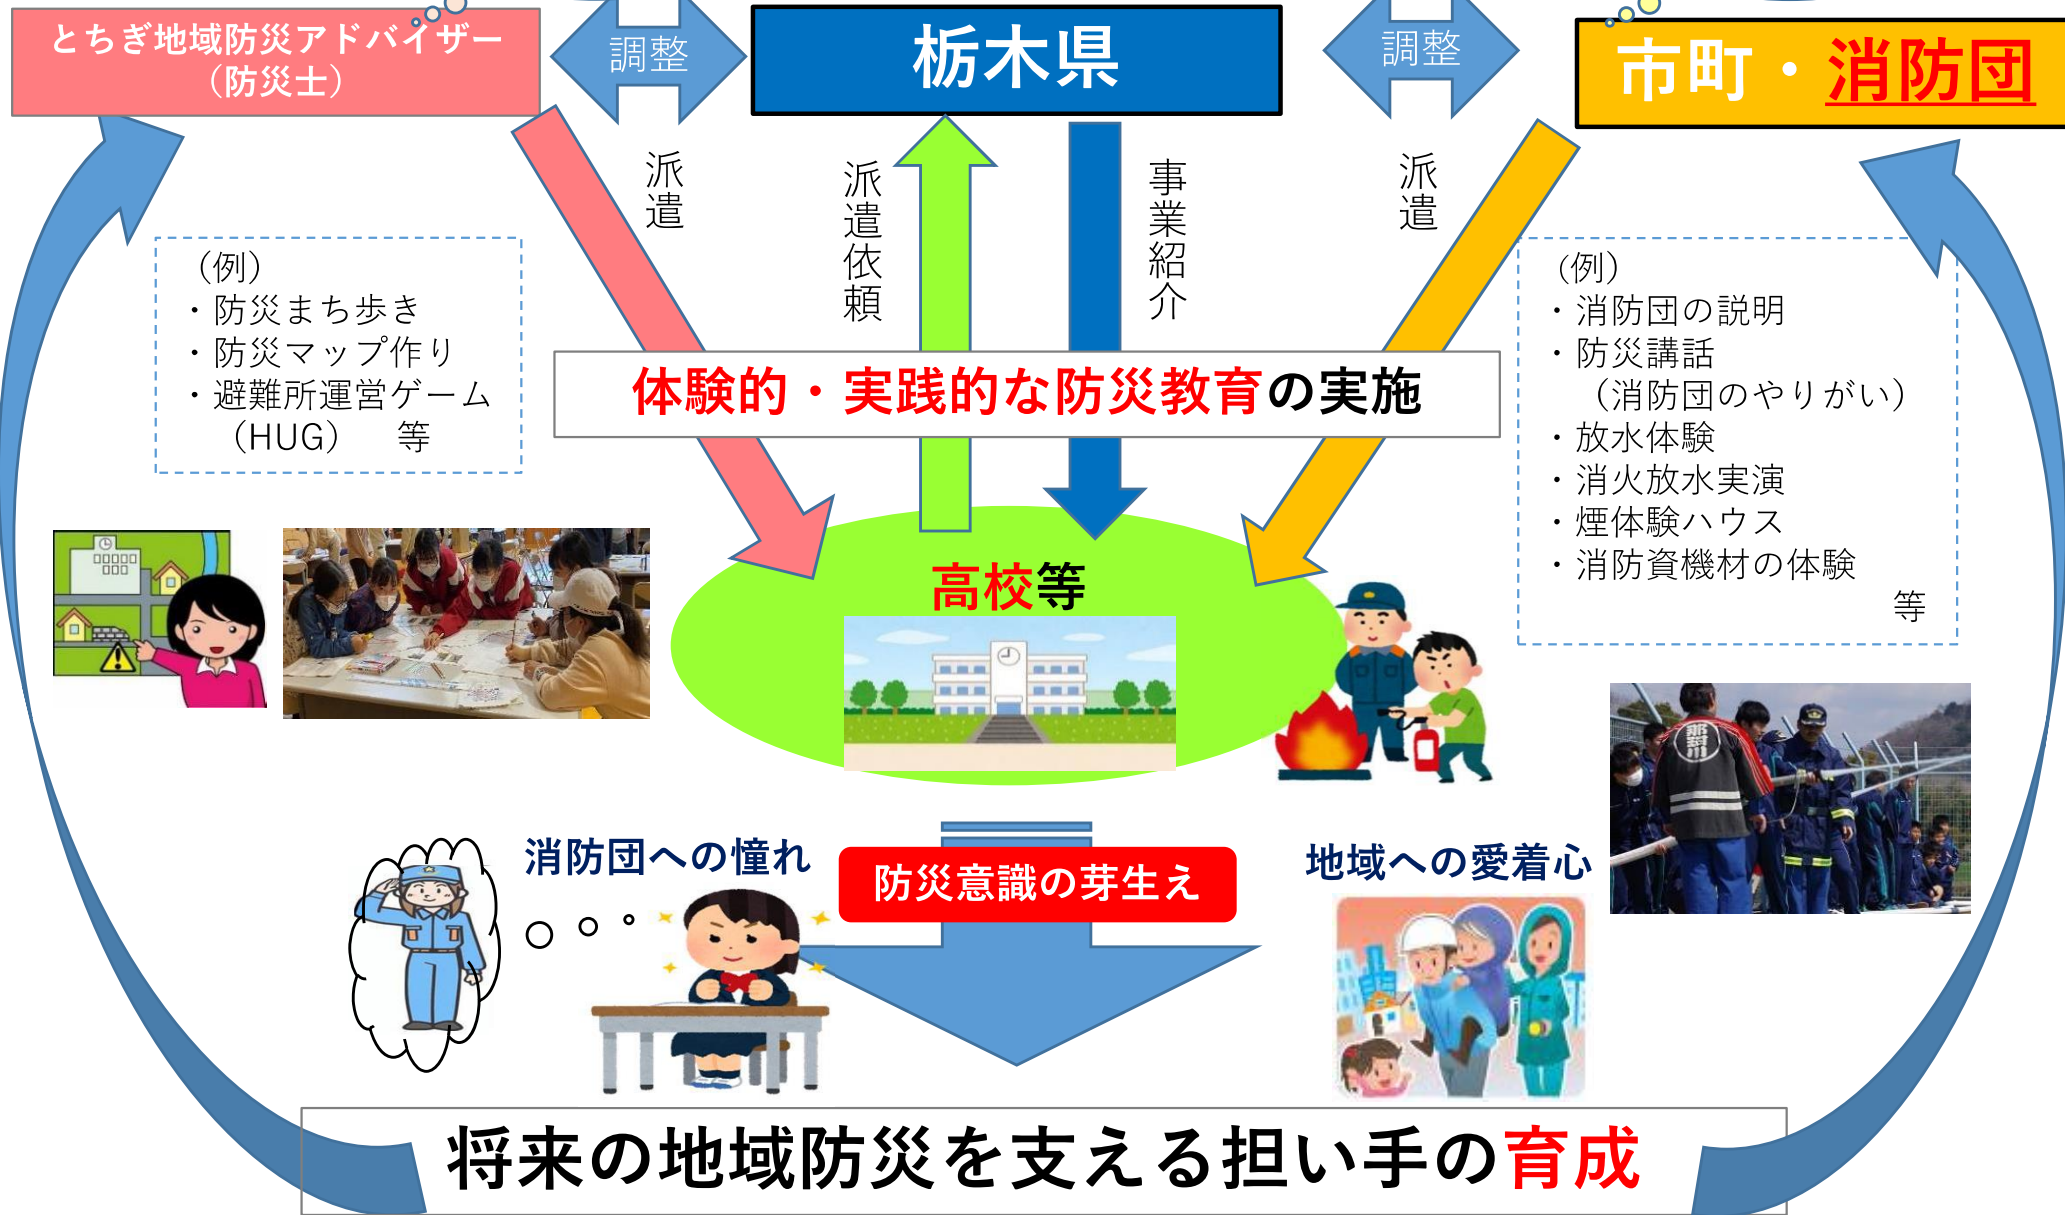 とちぎ地域防災アドバイザー
（防災士）
調整
栃木県
調整
市町・消防団
派遣
派遣依頼
事業紹介
派遣
（例）
・防災まち歩き
・防災マップ作り
・避難所運営ゲーム
（HUG）　等
（例）
・消防団の説明
・防災講話
（消防団のやりがい）
・放水体験
・消火放水実演
・煙体験ハウス
・消防資機材の体験
等
体験的・実践的な防災教育の実施
高校等
消防団への憧れ
防災意識の芽生え
地域への愛着心
将来の地域防災を支える担い手の育成